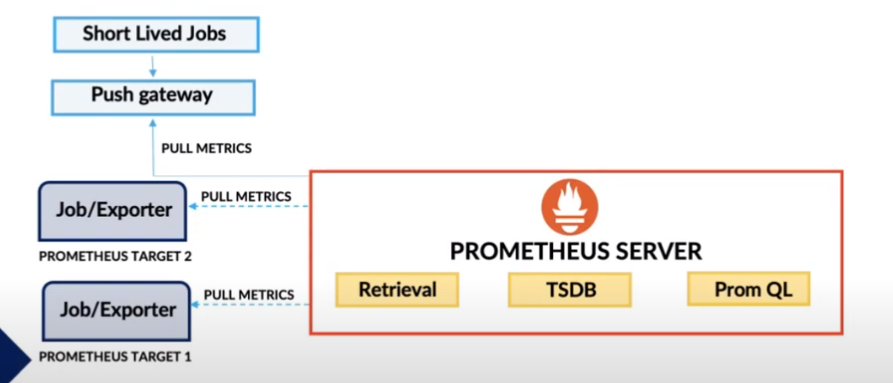 Short Lived Jobs
Push gateway
PULL METRICS
Job/Exporter
PULL METRICS
PROMETHEUS TARGET 2
Job/Exporter
PULL METRICS
PROMETHEUS TARGET 1
PROMETHEUS SERVER
Retrieval
TSDB
Prom QL